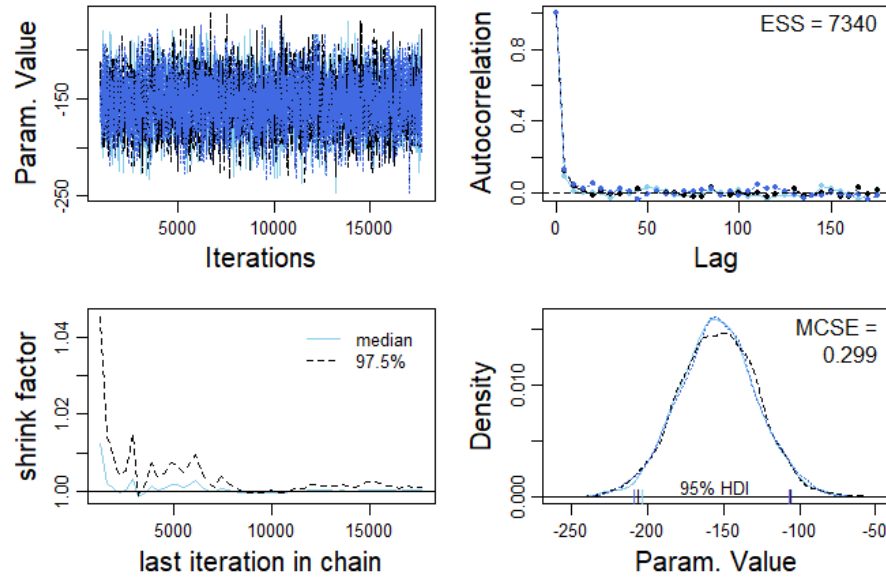 Param. Value
-150
-250
5000
10000
15000
Iterations
Autocorrelation
0.0
0.4
0.8
0
50
100
150
Lag
ESS = 7340
shrink factor
1.00
1.02
1.04
5000
10000
15000
last iteration in chain
median
97.5%
Density
0.000
0.010
-250
-200
-150
-100
-50
Param. Value
MCSE =
0.299
95% HDI